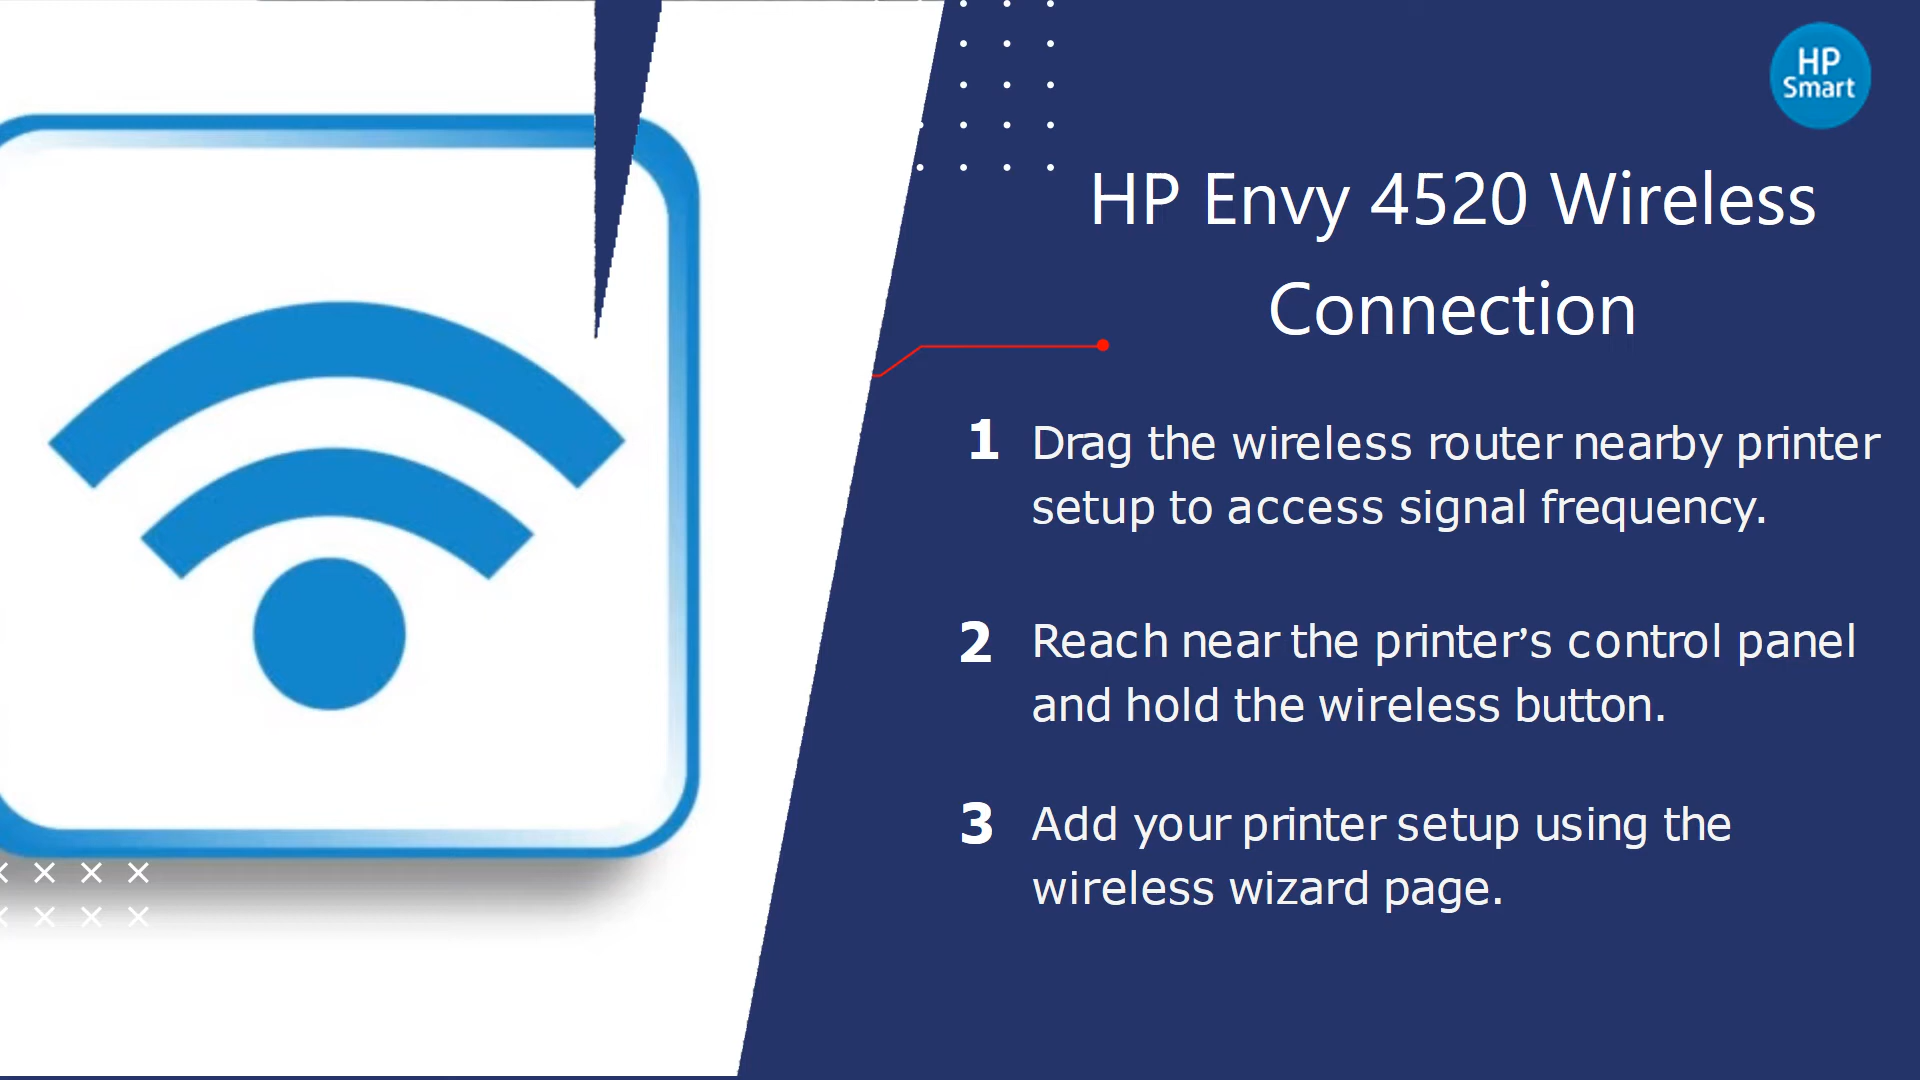 HP
Smart
HP Envy 4520 Wireless
Connection
1 Drag the wireless router nearby printer
setup to access signal frequency.
2 Reach near the printer’s control panel
and hold the wireless button.
3 Add your printer setup using the
wireless wizard page.